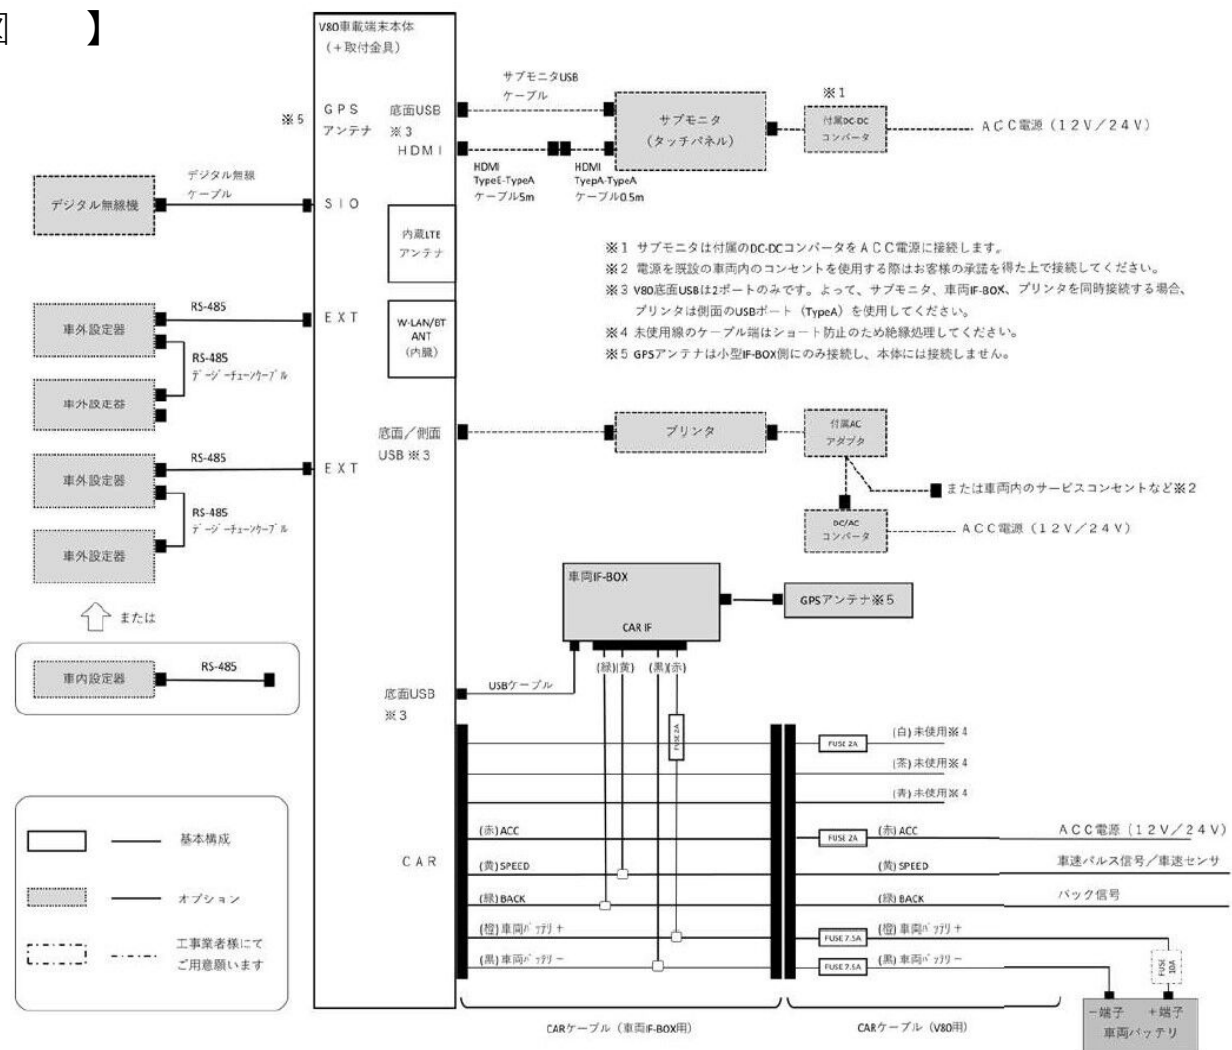 】
V80車載端末本体
(+取付金具)
※5
GPS
アンテナ
底面USB
※3
HDMI
サブモニタUSB
ケーブル
HDMI
TypeE-TypeA
ケーブル5m
HDMI
TyepA-TypeA
ケーブル0.5m
サブモニタ
(タッチパネル)
※1
付属DC-DC
コンバータ
ACC電源(12V/24V)
デジタル無線機
デジタル無線
ケーブル
SIO
内蔵LTE
アンテナ
※1 サブモニタは付属のDC-DCコンバータをACC電源に接続します。
※2 電源を既設の車両内のコンセントを使用する際はお客様の承諾を得た上で接続してください。
※3 V80底面USBは2ポートのみです。よって、サブモニタ、車両IF-BOX、プリンタを同時接続する場合、
プリンタは側面のUSBポート(TypeA)を使用してください。
※4 未使用線のケーブル端はショート防止のため絶縁処理してください。
※5 GPSアンテナは小型IF-BOX側にのみ接続し、本体には接続しません。
車外設定器
RS-485
EXT
W-LAN/BT
ANT
(内臓)
RS-485
デージーチェーンケーブル
車外設定器
底面/側面
USB ※3
プリンタ
付属AC
アダプタ
または車両内のサービスコンセントなど※2
DC/AC
コンバータ
ACC電源(12V/24V)
車外設定器
RS-485
EXT
RS-485
デージーチェーンケーブル
車外設定器
または
車内設定器
RS-485
車両IF-BOX
CAR IF
GPSアンテナ※5
(緑)(黄)
(黒)(赤)
底面USB
※3
USBケーブル
FUSE 2A
FUSE 2A
(白)未使用※4
(茶)未使用※4
(青)未使用※4
CAR
(赤)ACC
FUSE 2A
(赤)ACC
ACC電源(12V/24V)
(黄)SPEED
(黄)SPEED
車速パルス信号/車速センサ
(緑)BACK
(緑)BACK
バック信号
(橙)車両バッテリ+
FUSE 7.5A
(橙)車両バッテリ+
(黒)車両バッテリ-
FUSE 7.5A
(黒)車両バッテリ-
FUSE
10A
-端子
+端子
車両バッテリ
CARケーブル(車両IF-BOX用)
CARケーブル(V80用)
基本構成
オプション
工事業者様にて
ご用意願います